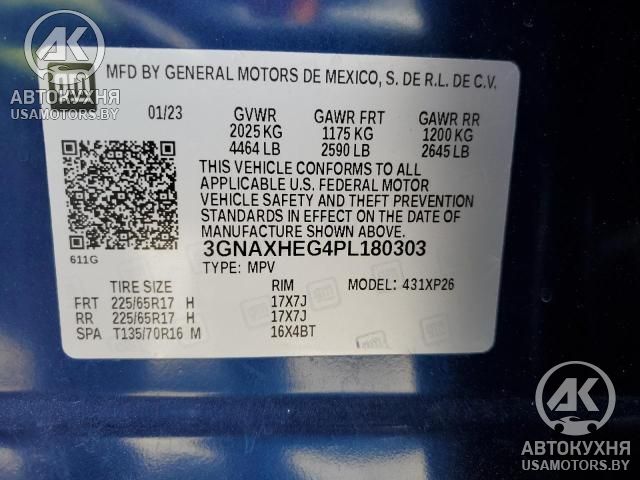 АК
АВТОКУХНЯ
USAMOTORS.BY
gm
MFD BY GENERAL MOTORS DE MEXICO, S. DE R.L. DE C.V.
01/23 GVWR GAWR FRT GAWR RR
2025 KG 1175 KG 1200 KG
4464 LB 2590 LB 2645 LB
THIS VEHICLE CONFORMS TO ALL
APPLICABLE U.S. FEDERAL MOTOR
VEHICLE SAFETY AND THEFT PREVENTION
STANDARDS IN EFFECT ON THE DATE OF
MANUFACTURE SHOWN ABOVE.
611G
3GNAXHEG4PL180303
TYPE: MPV MODEL: 431XP26
TIRE SIZE RIM
FRT 225/65R17 H 17X7J
RR 225/65R17 H 17X7J
SPA T135/70R16 M 16X4BT
АК
АВТОКУХНЯ
USAMOTORS.BY